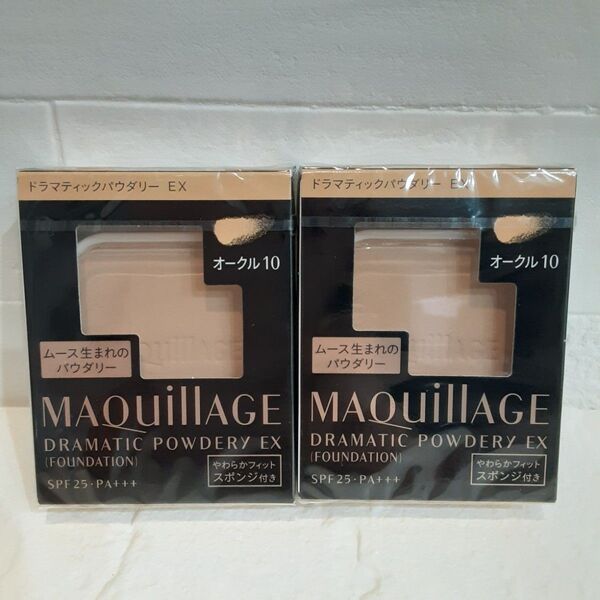 ドラマティックパウダリー EX
オークル10
ムース生まれの
パウダリー
MAQuillAGE
DRAMATIC POWDERY EX
(FOUNDATION)
SPF25・PA+++
やわらかフィット
スポンジ付き
ドラマティックパウダリー EX
オークル10
ムース生まれの
パウダリー
MAQuillAGE
DRAMATIC POWDERY EX
(FOUNDATION)
SPF25・PA+++
やわらかフィット
スポンジ付き